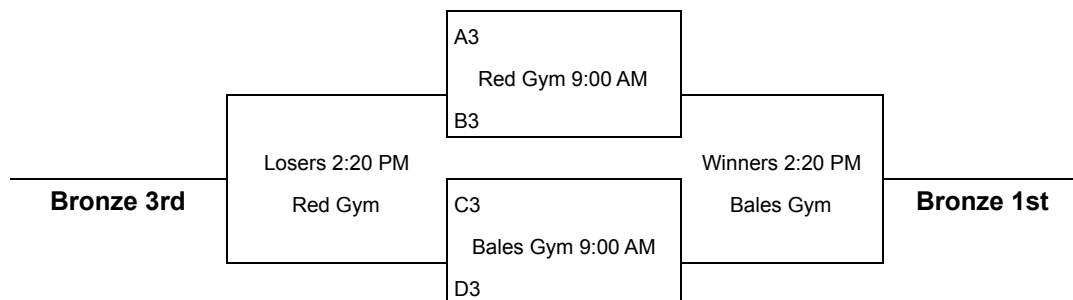 A3
Red Gym 9:00 AM
B3
Losers 2:20 PM
Winners 2:20 PM
Bronze 3rd
Red Gym
C3
Bales Gym
Bronze 1st
Bales Gym 9:00 AM
D3